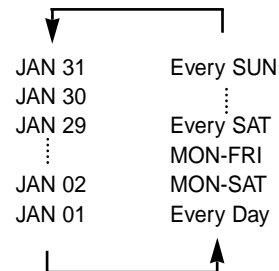 JAN 31 Every SUN
JAN 30
JAN 29 Every SAT
MON-FRI
JAN 02 MON-SAT
JAN 01 Every Day